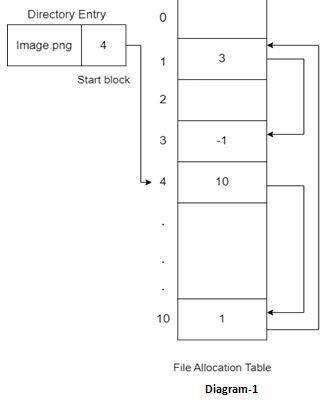 Directory Entry
Image.png 4
Start block
0
1 3
2
3 -1
4 10
.
.
.
10 1
File Allocation Table
Diagram-1